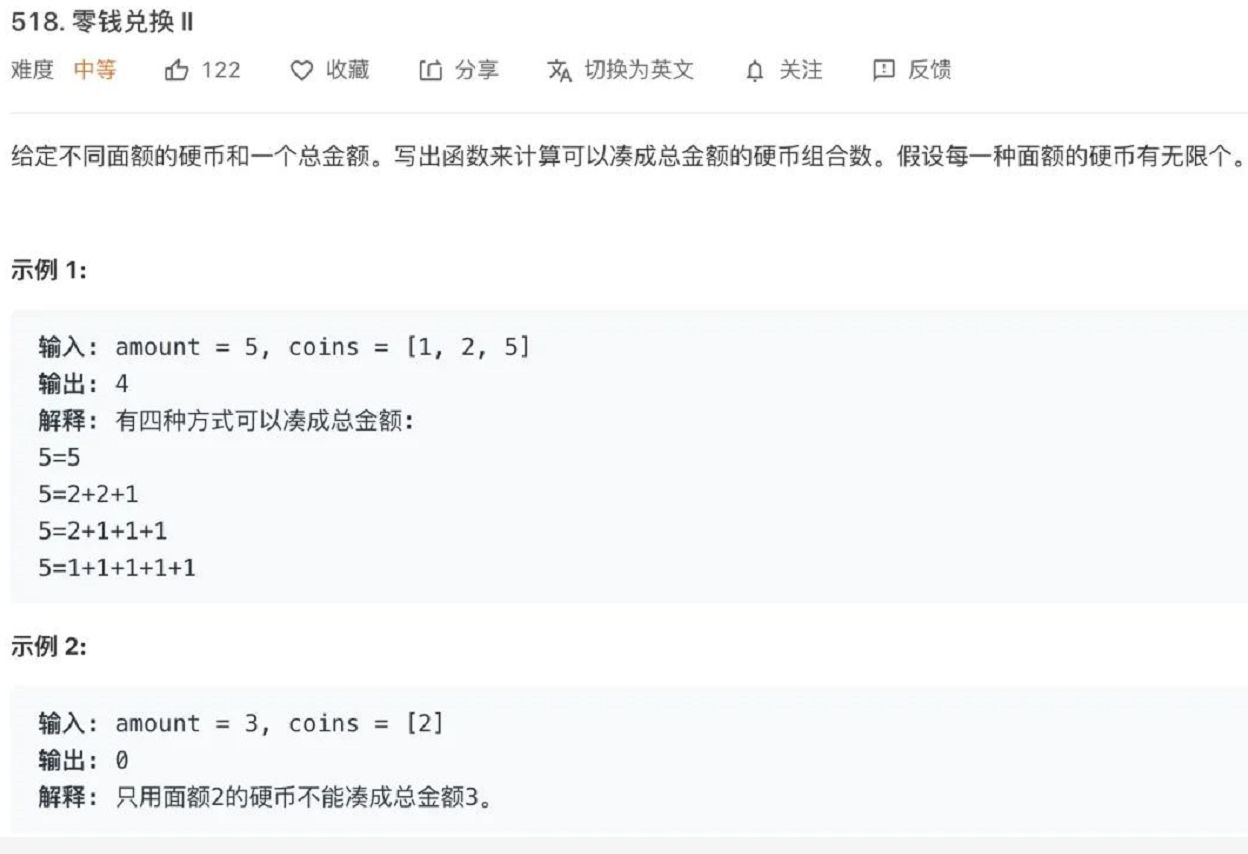 518. 零钱兑换 II
难度 中等 122 收藏 分享 切换为英文 关注 反馈
给定不同面额的硬币和一个总金额。写出函数来计算可以凑成总金额的硬币组合数。假设每一种面额的硬币有无限个。
示例 1:
输入: amount = 5, coins = [1, 2, 5]
输出: 4
解释: 有四种方式可以凑成总金额:
5=5
5=2+2+1
5=2+1+1+1
5=1+1+1+1+1
示例 2:
输入: amount = 3, coins = [2]
输出: 0
解释: 只用面额2的硬币不能凑成总金额3。